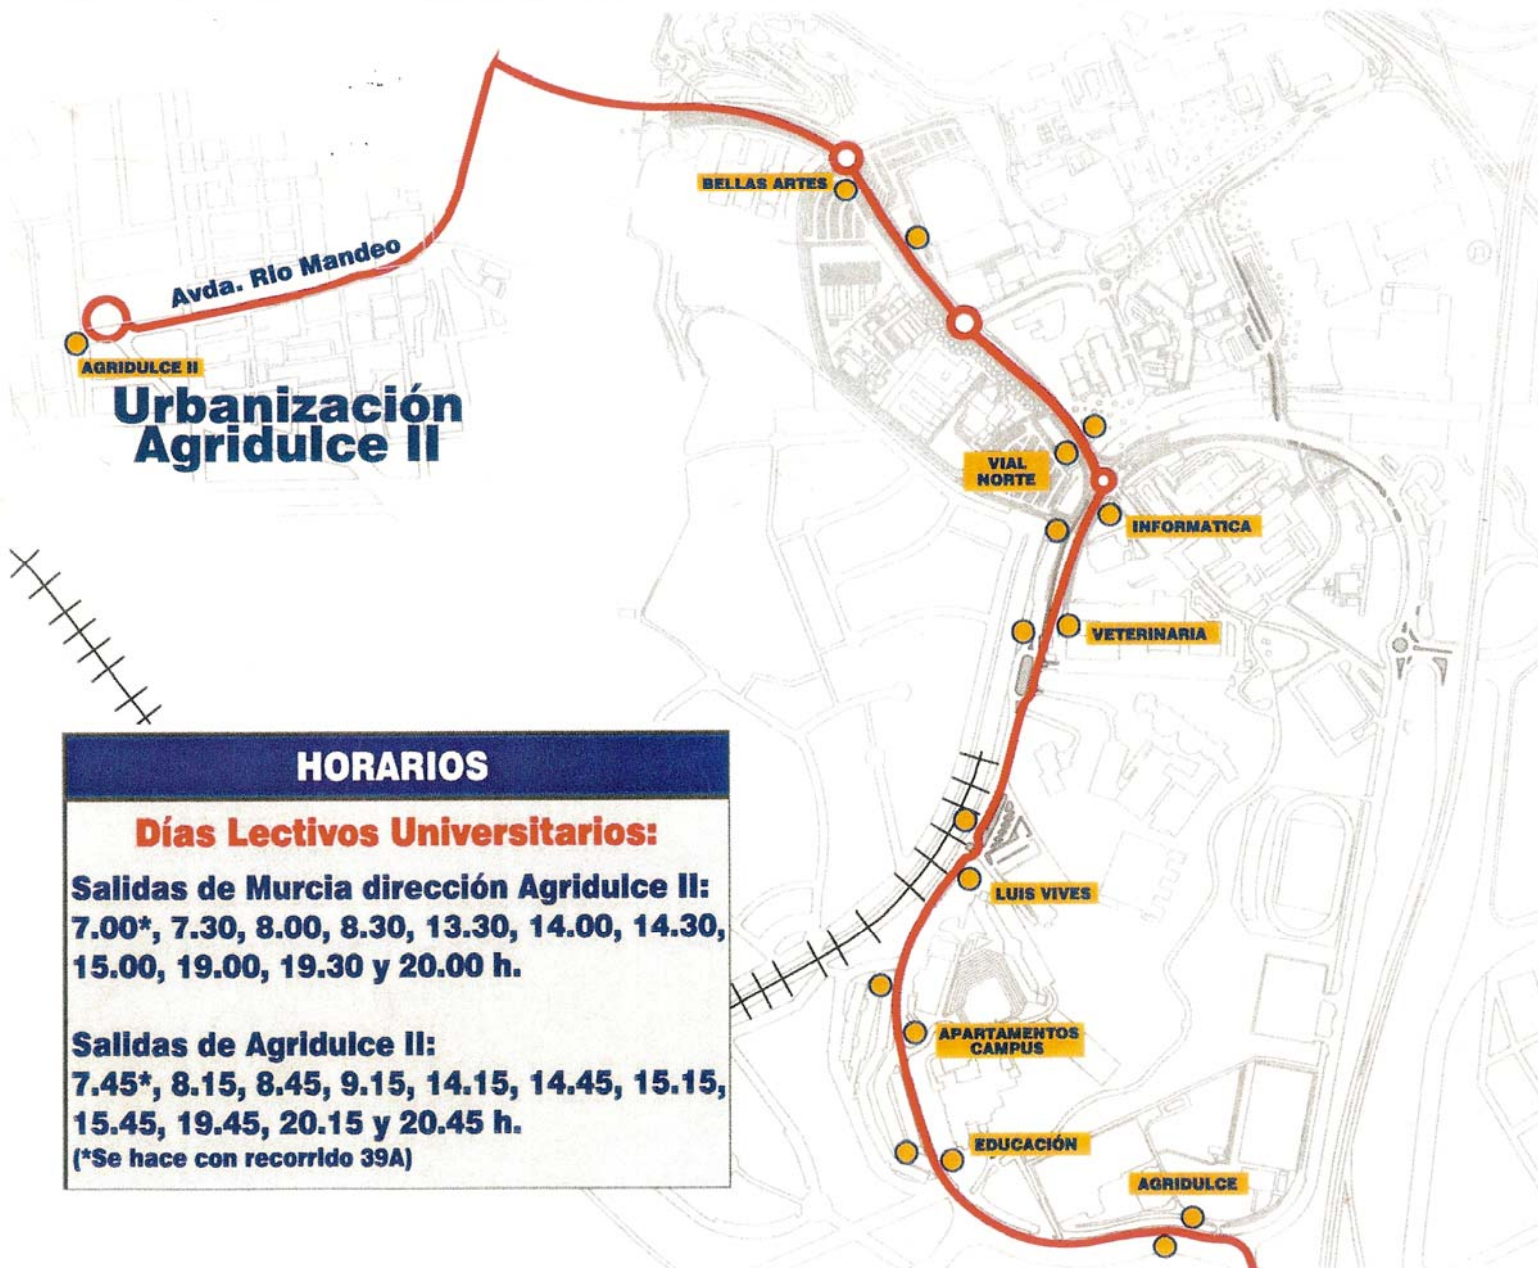 BELLAS ARTES
Avda. Río Mandeo
AGRIDULCE II
Urbanización
Agridulce II
VIAL
NORTE
INFORMATICA
VETERINARIA
HORARIOS
Días Lectivos Universitarios:
Salidas de Murcia dirección Agridulce II:
7.00*, 7.30, 8.00, 8.30, 13.30, 14.00, 14.30,
15.00, 19.00, 19.30 y 20.00 h.
Salidas de Agridulce II:
7.45*, 8.15, 8.45, 9.15, 14.15, 14.45, 15.15,
15.45, 19.45, 20.15 y 20.45 h.
(*Se hace con recorrido 39A)
LUIS VIVES
APARTAMENTOS
CAMPUS
EDUCACIÓN
AGRIDULCE